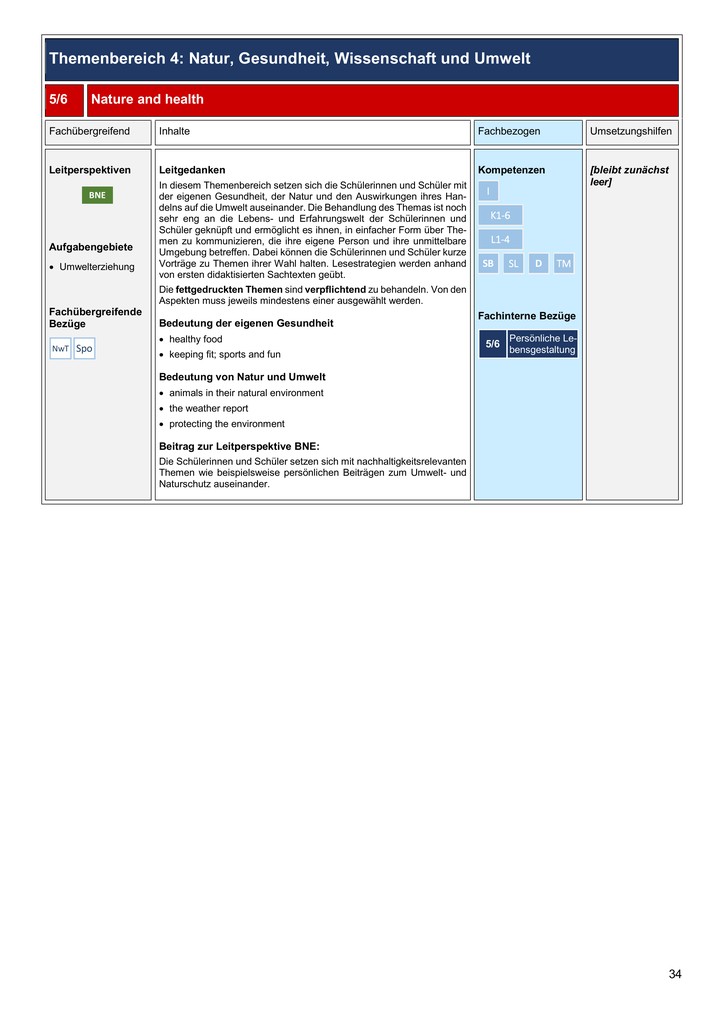 Themenbereich 4: Natur, Gesundheit, Wissenschaft und Umwelt
5/6 Nature and health
Fachübergreifend Inhalte Fachbezogen Umsetzungshilfen
Leitperspektiven
BNE
Aufgabengebiete
• Umwelterziehung
Fachübergreifende
Bezüge
NwT Spo
Leitgedanken
In diesem Themenbereich setzen sich die Schülerinnen und Schüler mit
der eigenen Gesundheit, der Natur und den Auswirkungen ihres Han-
delns auf die Umwelt auseinander. Die Behandlung des Themas ist noch
sehr eng an die Lebens- und Erfahrungswelt der Schülerinnen und
Schüler geknüpft und ermöglicht es ihnen, in einfacher Form über The-
men zu kommunizieren, die ihre eigene Person und ihre unmittelbare
Umgebung betreffen. Dabei können die Schülerinnen und Schüler kurze
Vorträge zu Themen ihrer Wahl halten. Lesestrategien werden anhand
von ersten didaktisierten Sachtexten geübt.
Die fettgedruckten Themen sind verpflichtend zu behandeln. Von den
Aspekten muss jeweils mindestens einer ausgewählt werden.
Bedeutung der eigenen Gesundheit
• healthy food
• keeping fit; sports and fun
Bedeutung von Natur und Umwelt
• animals in their natural environment
• the weather report
• protecting the environment
Beitrag zur Leitperspektive BNE:
Die Schülerinnen und Schüler setzen sich mit nachhaltigkeitsrelevanten
Themen wie beispielsweise persönlichen Beiträgen zum Umwelt- und
Naturschutz auseinander.
Kompetenzen
I
K1-6
L1-4
SB SL D TM
Fachinterne Bezüge
5/6 Persönliche Le-
bensgestaltung
[bleibt zunächst
leer]
34